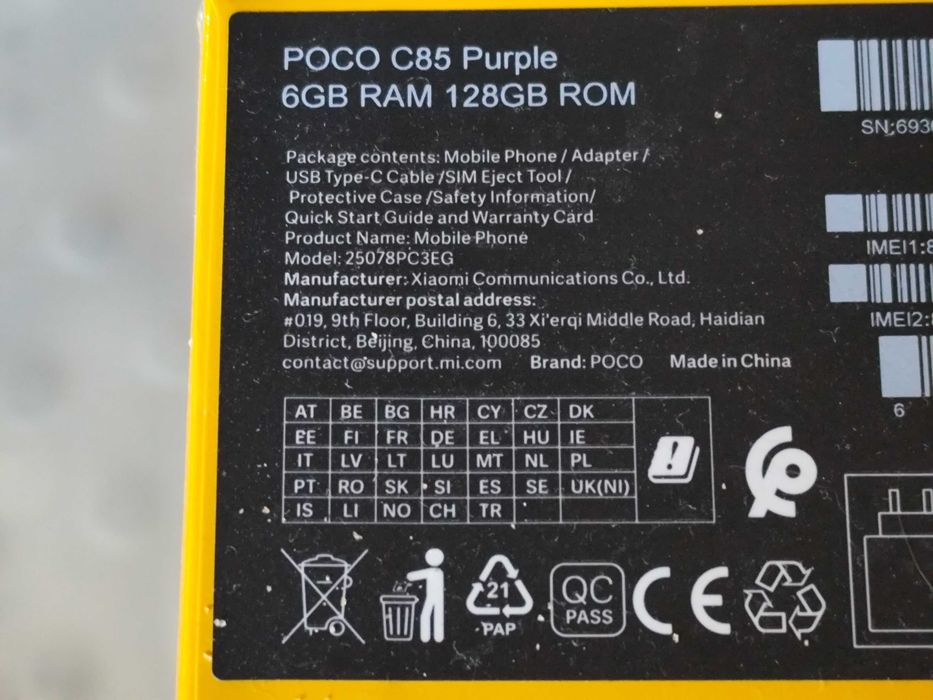 POCO C85 Purple
6GB RAM 128GB ROM
Package contents: Mobile Phone / Adapter /
USB Type-C Cable /SIM Eject Tool /
Protective Case /Safety Information/
Quick Start Guide and Warranty Card
Product Name: Mobile Phone
Model: 25078PC3EG
Manufacturer: Xiaomi Communications Co., Ltd.
Manufacturer postal address:
#019, 9th Floor, Building 6, 33 Xi'erqi Middle Road, Haidian
District, Beijing, China, 100085
contact@support.mi.com Brand: POCO Made in China
SN:693
IMEI1:8
IMEI2:
6
AT BE BG HR CY CZ DK
EE FI FR DE EL HU IE
IT LV LT LU MT NL PL
PT RO SK SI ES SE UK(NI)
IS LI NO CH TR
21
PAP
QC
PASS
CE